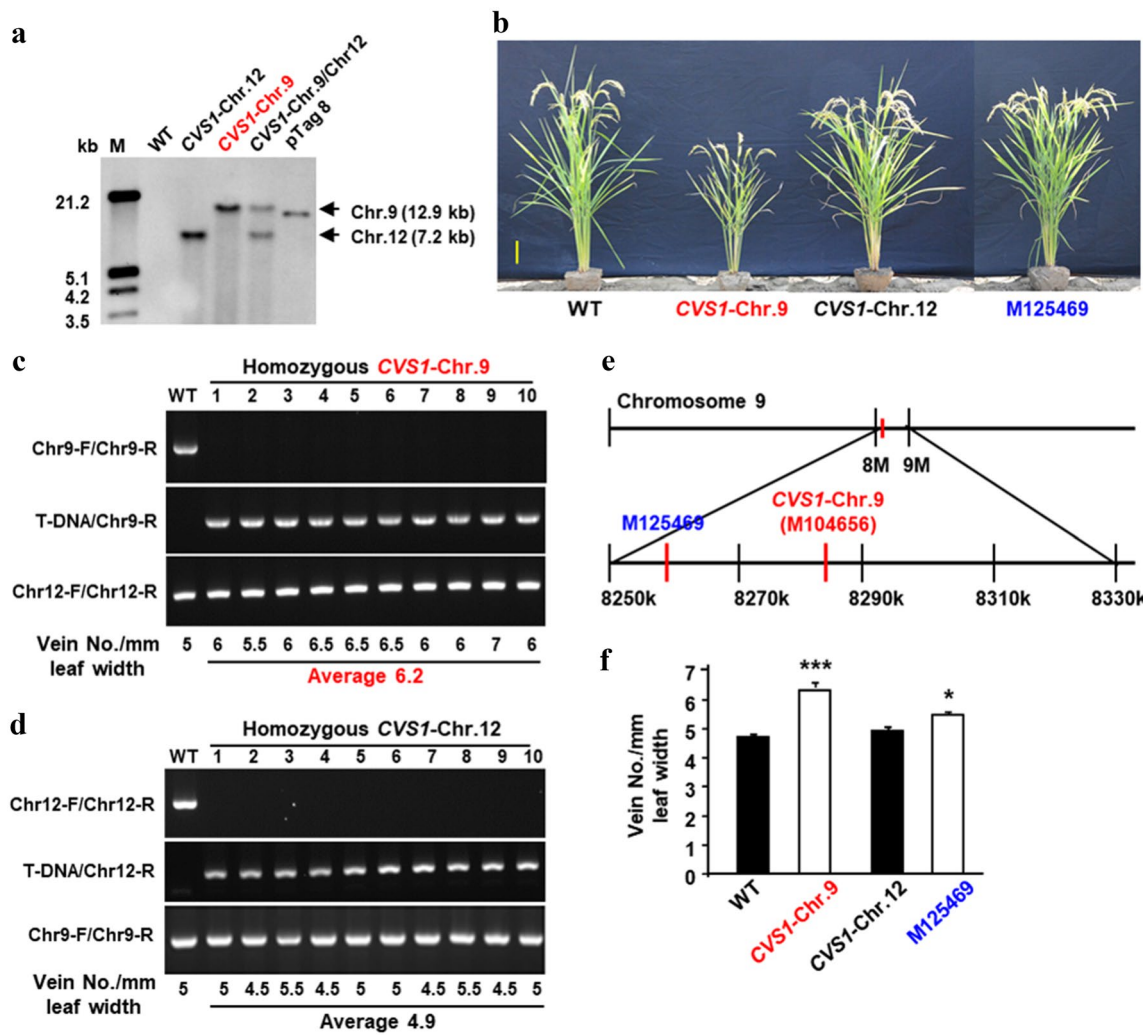 a
kb M WT CVS1-Chr.12 CVS1-Chr.9 CVS1-Chr.9/Chr12 pTag 8
21.2
5.1
4.2
3.5
Chr.9 (12.9 kb)
Chr.12 (7.2 kb)
b
WT CVS1-Chr.9 CVS1-Chr.12 M125469
c
Homozygous CVS1-Chr.9
WT 1 2 3 4 5 6 7 8 9 10
Chr9-F/Chr9-R
T-DNA/Chr9-R
Chr12-F/Chr12-R
Vein No./mm
leaf width
5 6 5.5 6 6.5 6.5 6.5 6 6 7 6
Average 6.2
d
Homozygous CVS1-Chr.12
WT 1 2 3 4 5 6 7 8 9 10
Chr12-F/Chr12-R
T-DNA/Chr12-R
Chr9-F/Chr9-R
Vein No./mm
leaf width
5 5 4.5 5.5 4.5 5 5 4.5 5.5 4.5 5
Average 4.9
e
Chromosome 9
8M 9M
CVS1-Chr.9
M125469 (M104656)
8250k 8270k 8290k 8310k 8330k
f
Vein No./mm
leaf width
7
6
5
4
3
2
1
0
***
*
WT CVS1-Chr.9 CVS1-Chr.12 M125469